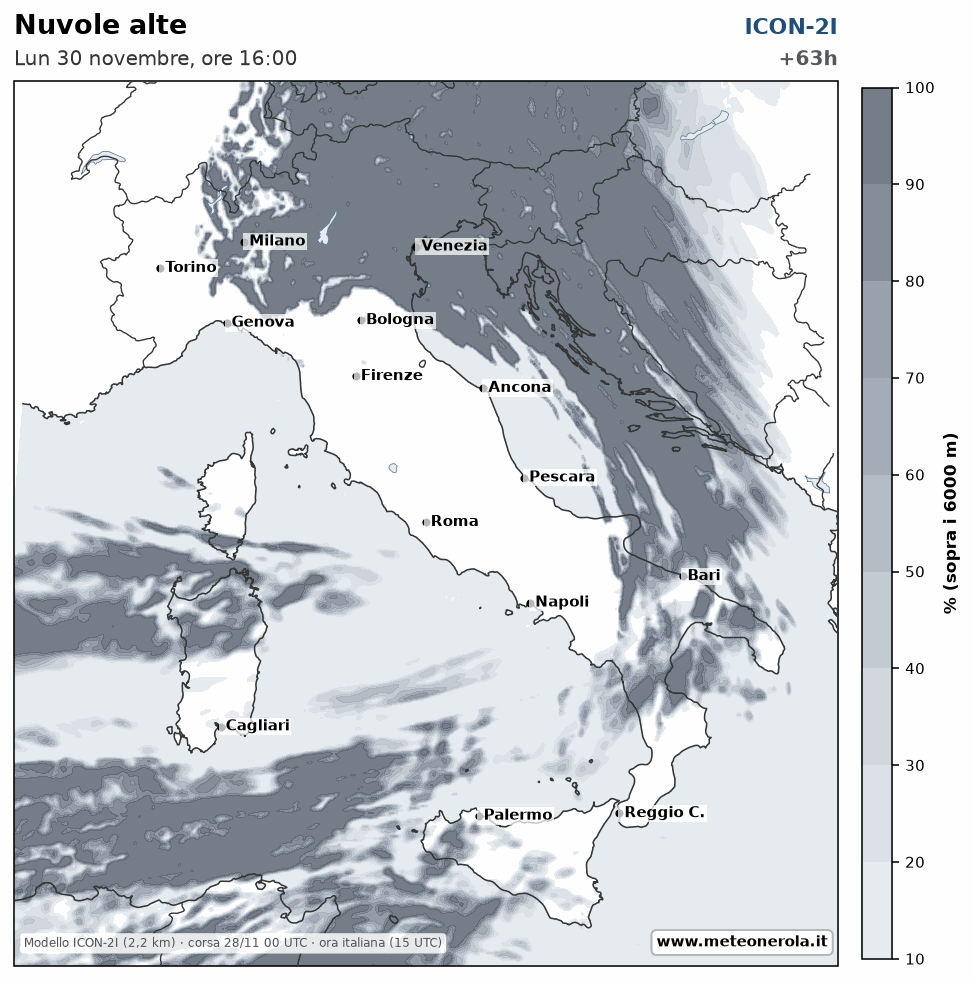 Nuvole alte
ICON-2I
Lun 30 novembre, ore 16:00
+63h
Milano
Venezia
Torino
Genova
Bologna
Firenze
Ancona
Pescara
Roma
Bari
Napoli
Cagliari
Palermo
Reggio C.
100
90
80
70
60
50
40
30
20
10
% (sopra i 6000 m)
Modello ICON-2I (2,2 km) · corsa 28/11 00 UTC · ora italiana (15 UTC)
www.meteonerola.it